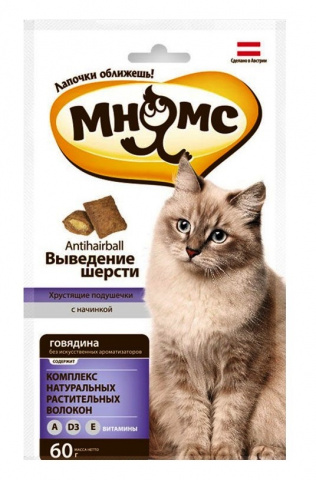 Сделано в Австрии
Лапочки оближешь!
МНЯМС
Antihairball
Выведение
шерсти
Хрустящие подушечки
с начинкой
говядина
без искусственных ароматизаторов
СОДЕРЖИТ
КОМПЛЕКС
НАТУРАЛЬНЫХ
РАСТИТЕЛЬНЫХ
ВОЛОКОН
A D3 E ВИТАМИНЫ
60 МАССА НЕТТО
г